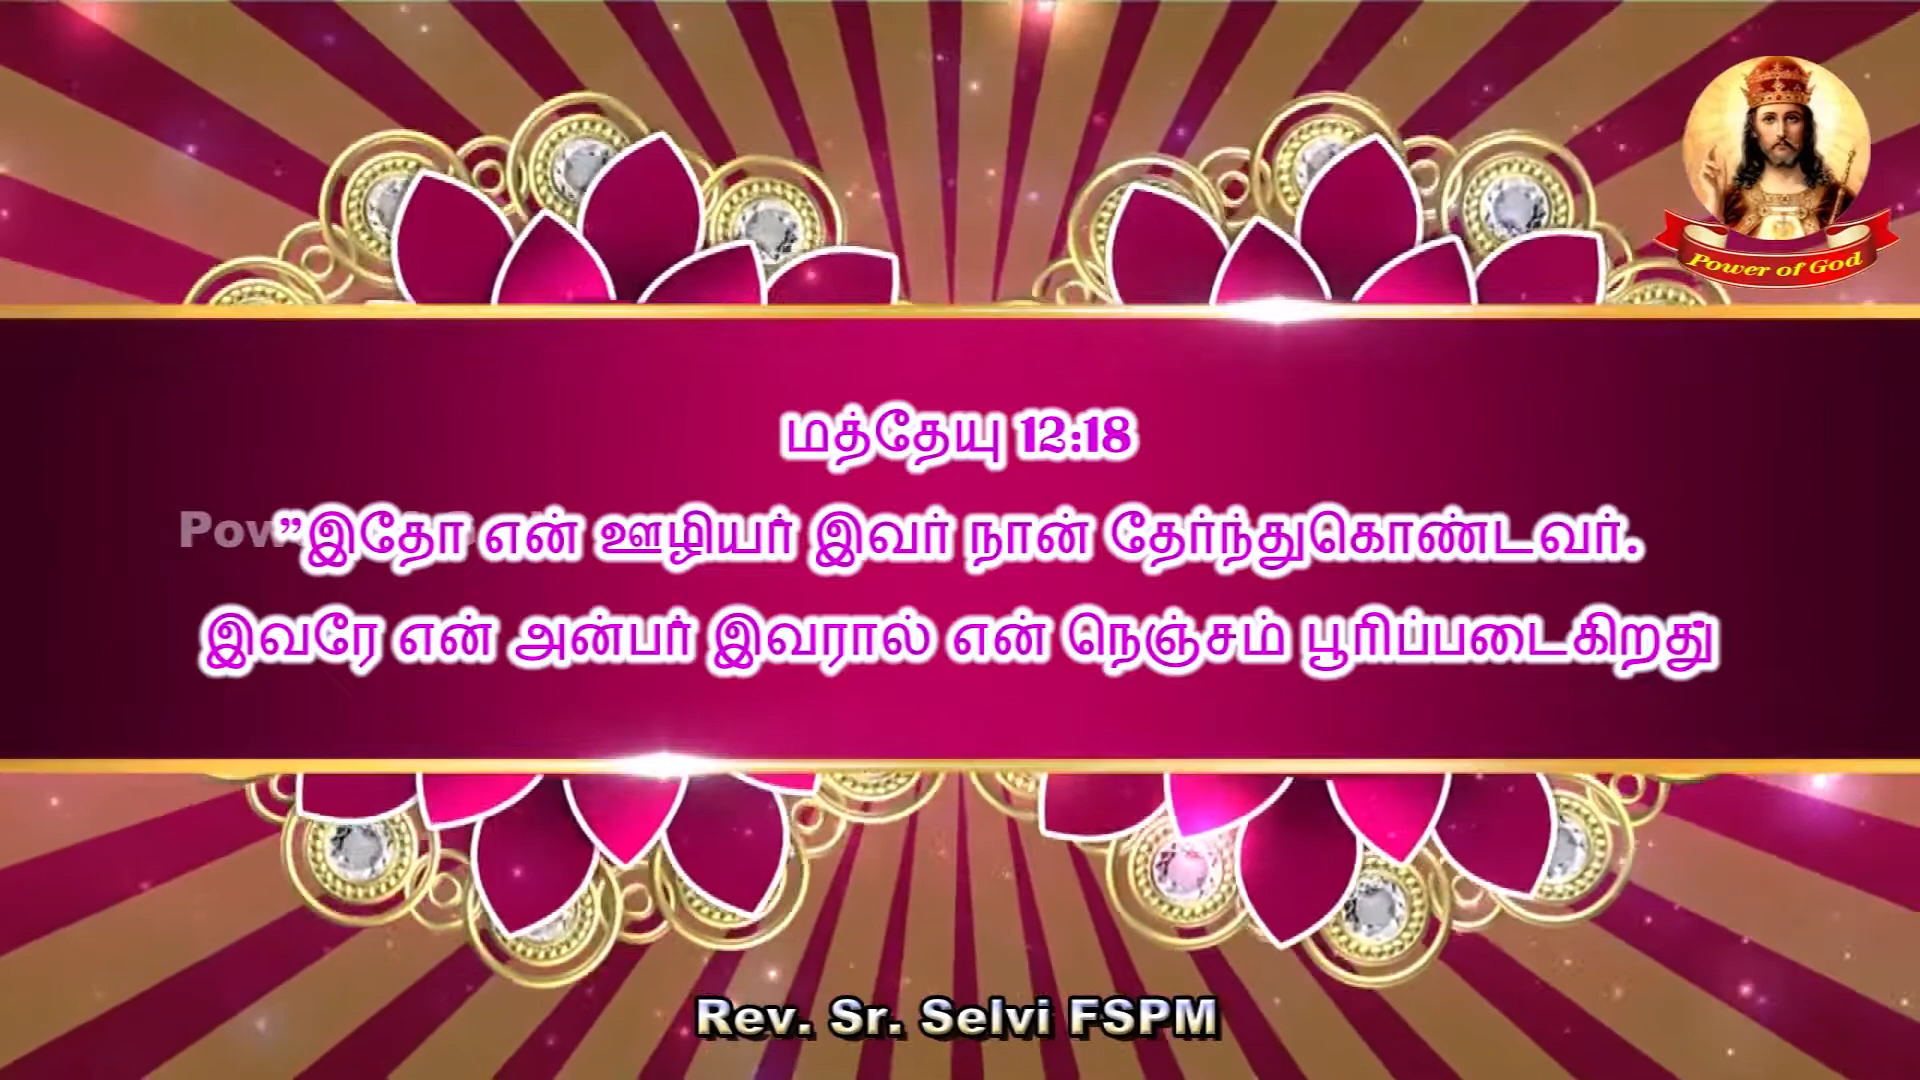 Power of God
மத்தேயு 12:18
”இதோ என் ஊழியர் இவர் நான் தேர்ந்துகொண்டவர்.
இவரே என் அன்பர் இவரால் என் நெஞ்சம் பூரிப்படைகிறது
Rev. Sr. Selvi FSPM